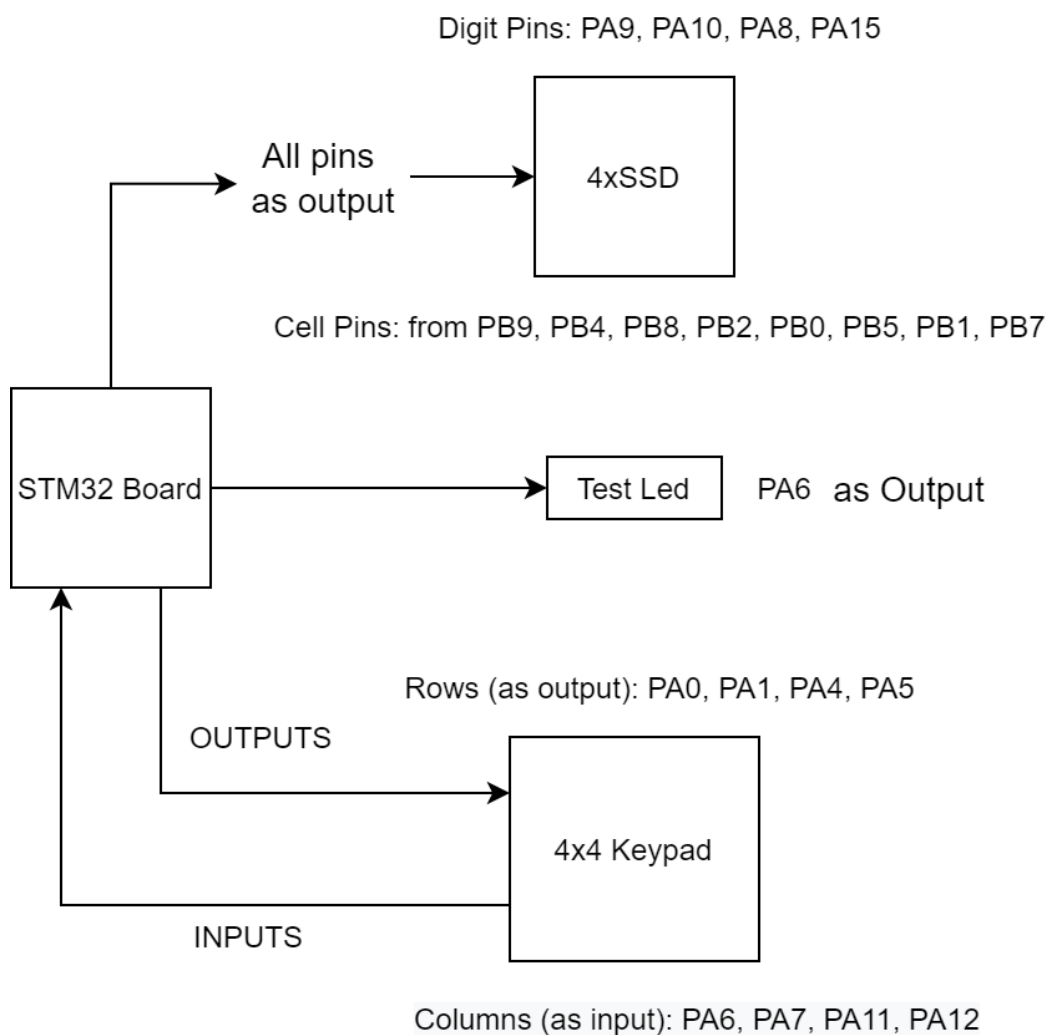 Digit Pins: PA9, PA10, PA8, PA15
All pins
as output
4xSSD
Cell Pins: from PB9, PB4, PB8, PB2, PB0, PB5, PB1, PB7
STM32 Board
Test Led
PA6 as Output
Rows (as output): PA0, PA1, PA4, PA5
OUTPUTS
4x4 Keypad
INPUTS
Columns (as input): PA6, PA7, PA11, PA12